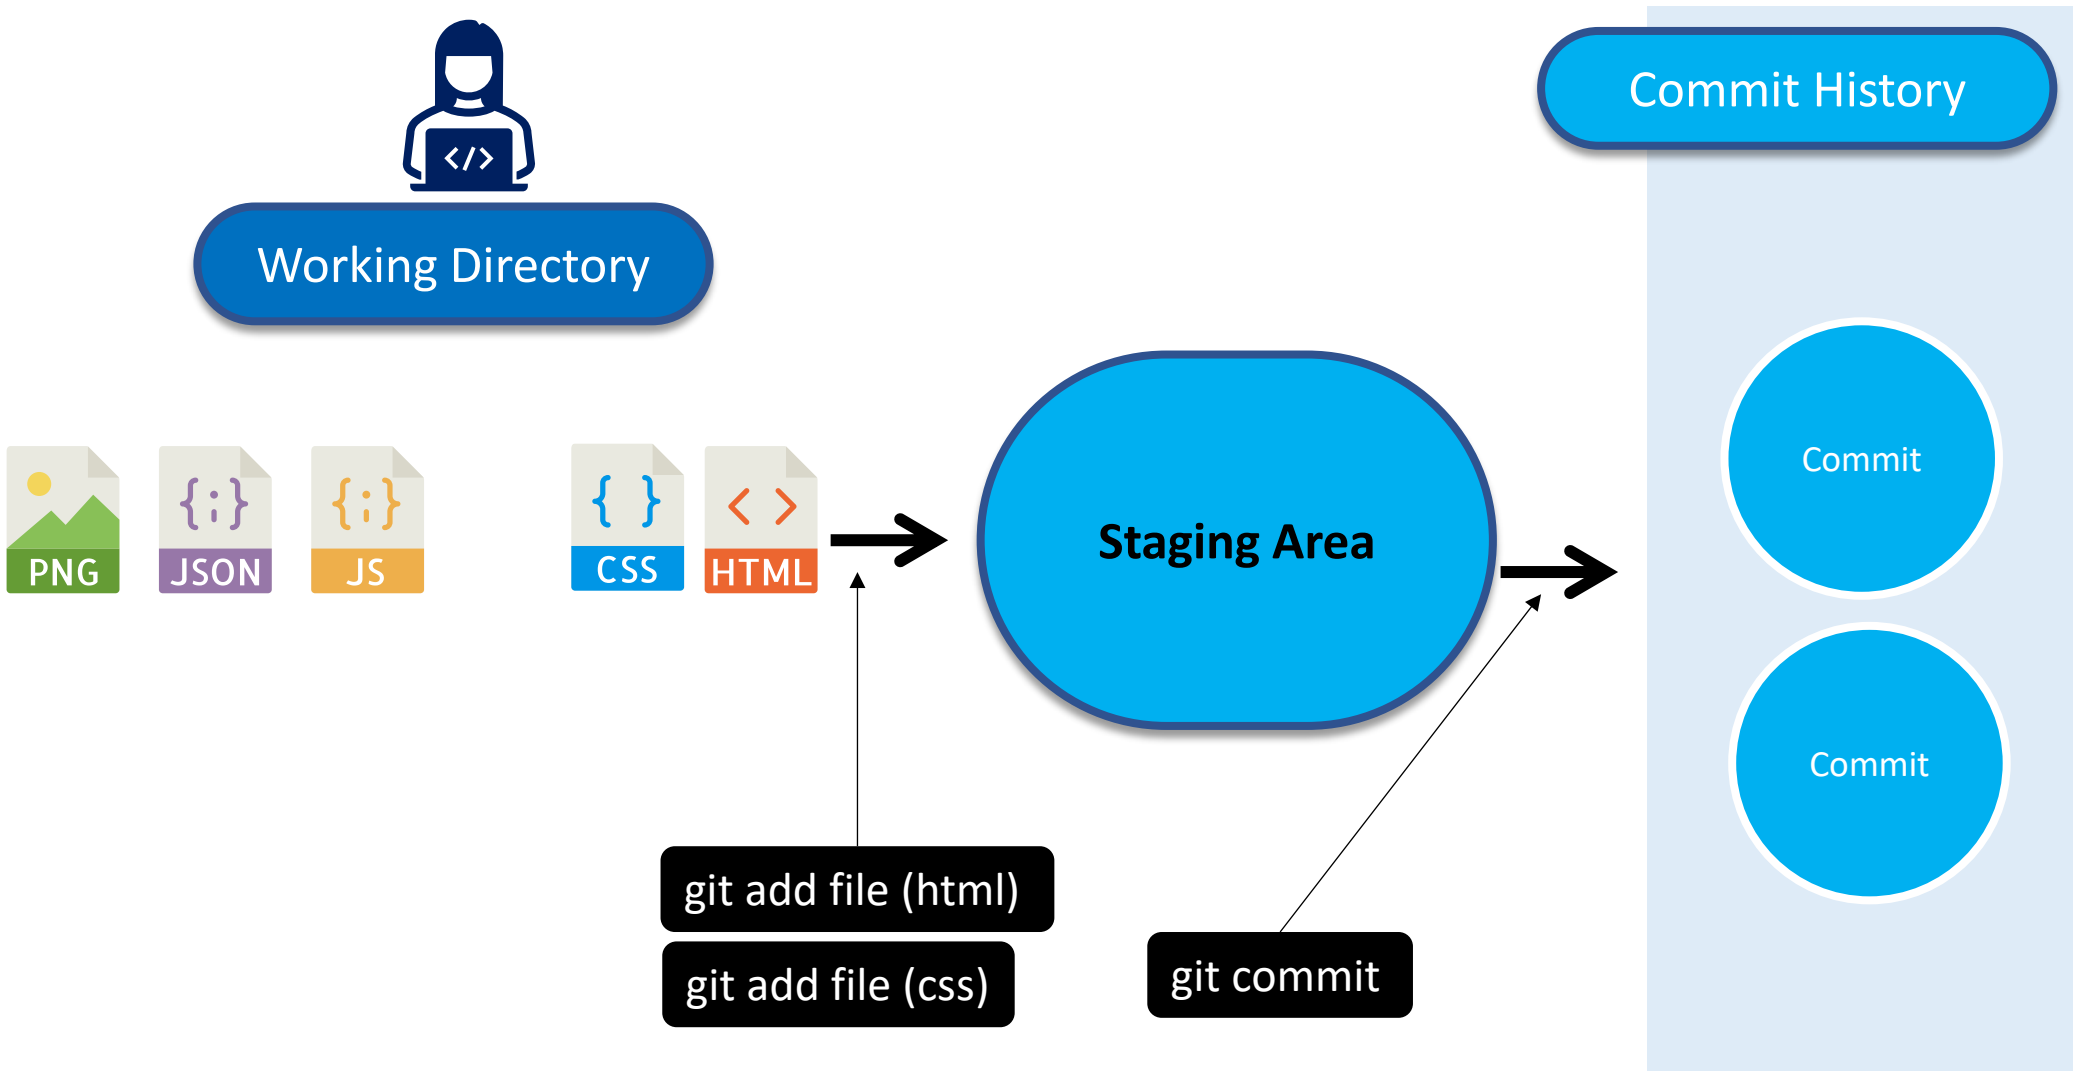 Commit History
</>
Working Directory
PNG
{;}
JSON
{;}
JS
{ }
CSS
< >
HTML
Staging Area
Commit
Commit
git add file (html)
git add file (css)
git commit